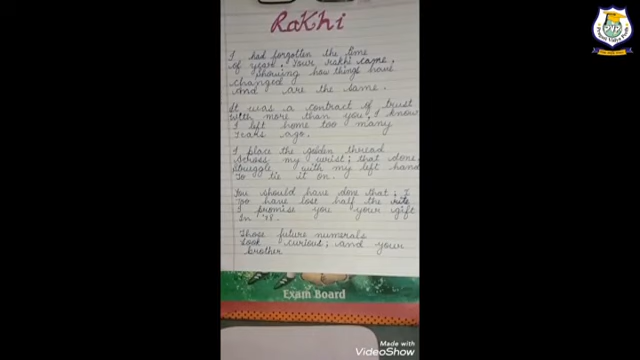 Rakhi
I had forgotten the time
of year. Your rakhi came,
showing how things have
changed
And are the same.
It was a contract of trust
With more than you, I know
I left home too many
Years ago.
I place the golden thread
Across my wrist; that done,
Struggle with my left hand
To tie it on.
You should have done that; I
Too have lost half the rite
I promise you your gift
In '98.
Those future numerals
Look curious; and your
brother
Exam Board
Made with
VideoShow